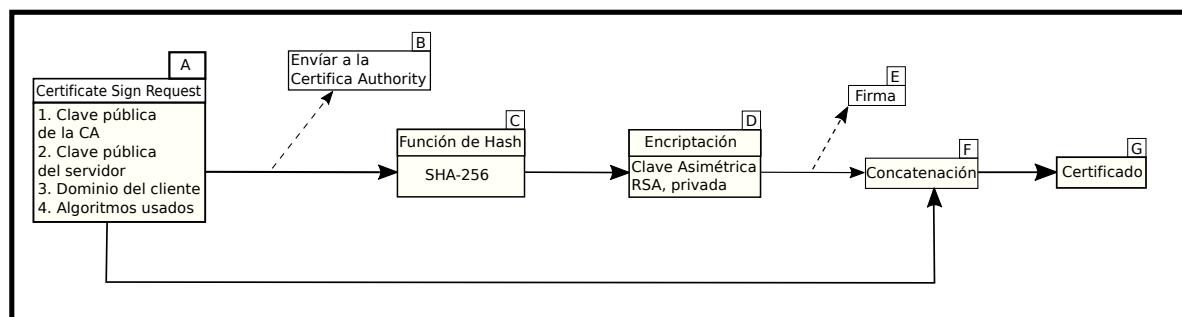 A
Certificate Sign Request
1. Clave pública
de la CA
2. Clave pública
del servidor
3. Dominio del cliente
4. Algoritmos usados
B
Envíar a la
Certifica Authority
C
Función de Hash
SHA-256
D
Encriptación
Clave Asimétrica
RSA, privada
E
Firma
F
Concatenación
G
Certificado